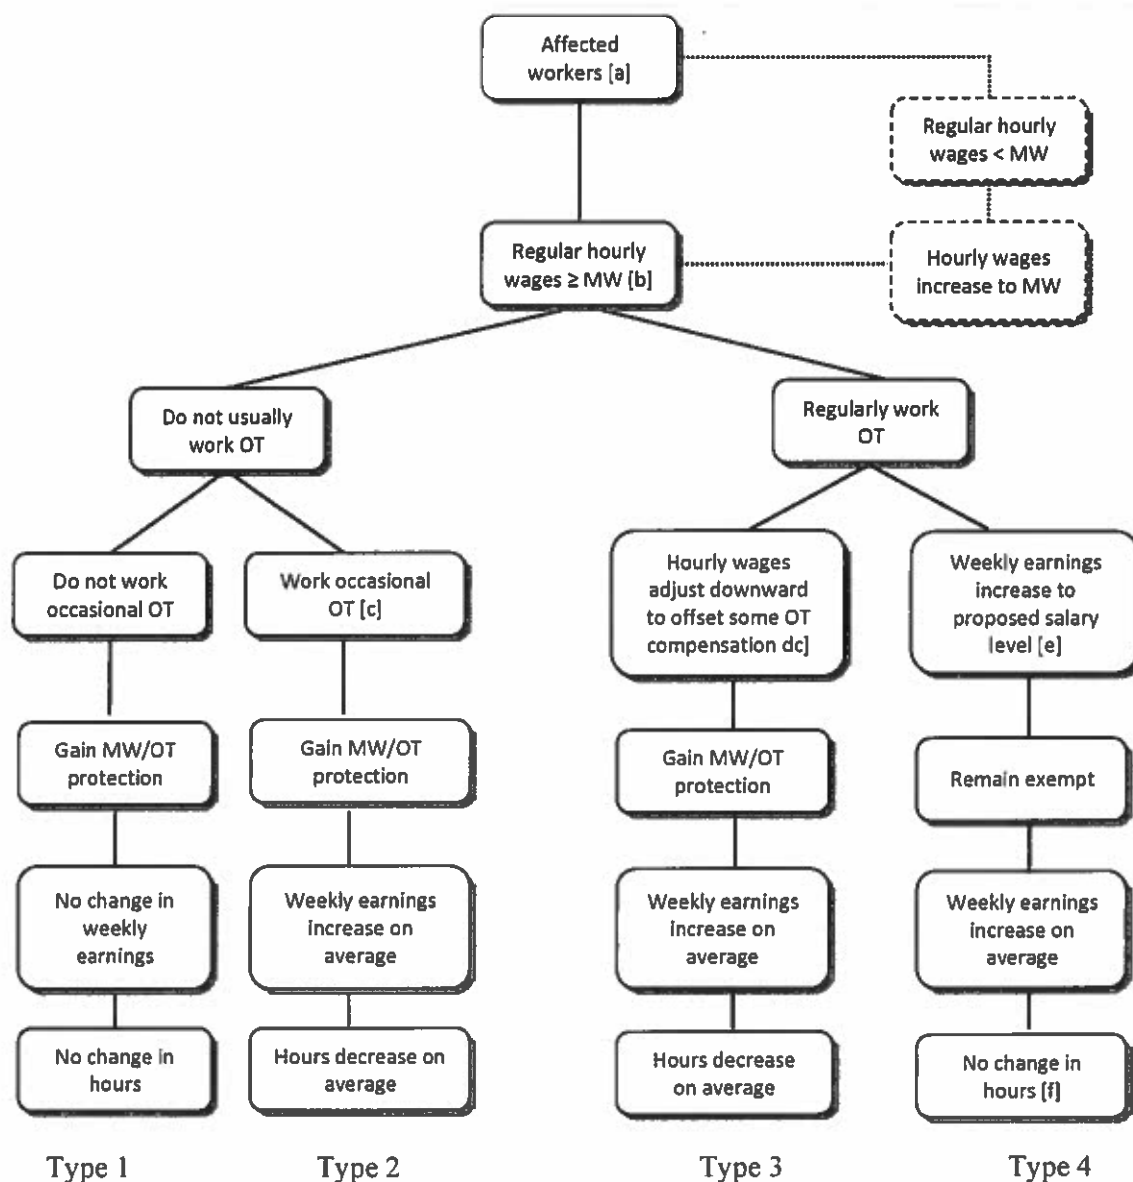 Affected
workers [a]
Regular hourly
wages < MW
Regular hourly
wages ≥ MW [b]
Hourly wages
increase to MW
Do not usually
work OT
Regularly work
OT
Do not work
occasional OT
Work occasional
OT [c]
Hourly wages
adjust downward
to offset some OT
compensation dc]
Weekly earnings
increase to
proposed salary
level [e]
Gain MW/OT
protection
Gain MW/OT
protection
Gain MW/OT
protection
Remain exempt
No change in
weekly
earnings
Weekly earnings
increase on
average
Weekly earnings
increase on
average
Weekly earnings
increase on
average
No change in
hours
Hours decrease on
average
Hours decrease
on average
No change in
hours [f]
Type 1
Type 2
Type 3
Type 4